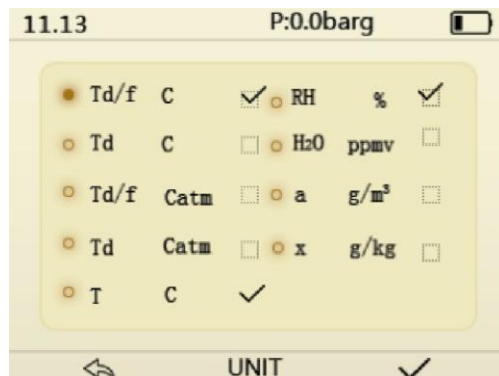 11.13 P:0.0barg
Td/f C RH %
Td C H₂O ppmv
Td/f Catm a g/m³
Td Catm x g/kg
T C
UNIT